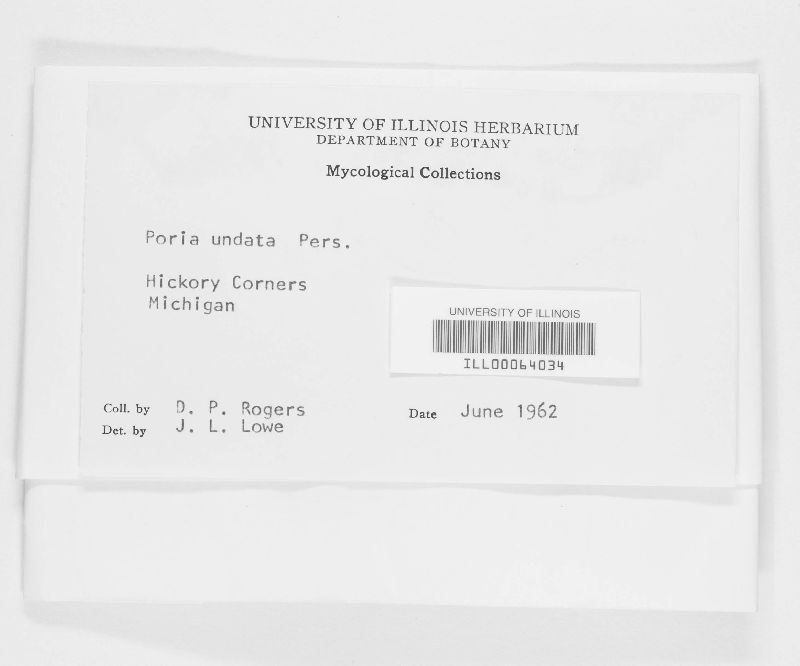 UNIVERSITY OF ILLINOIS HERBARIUM
DEPARTMENT OF BOTANY
Mycological Collections
Poria undata Pers.
Hickory Corners
Michigan
UNIVERSITY OF ILLINOIS
ILL00064034
Coll. by D. P. Rogers
Det. by J. L. Lowe
Date June 1962